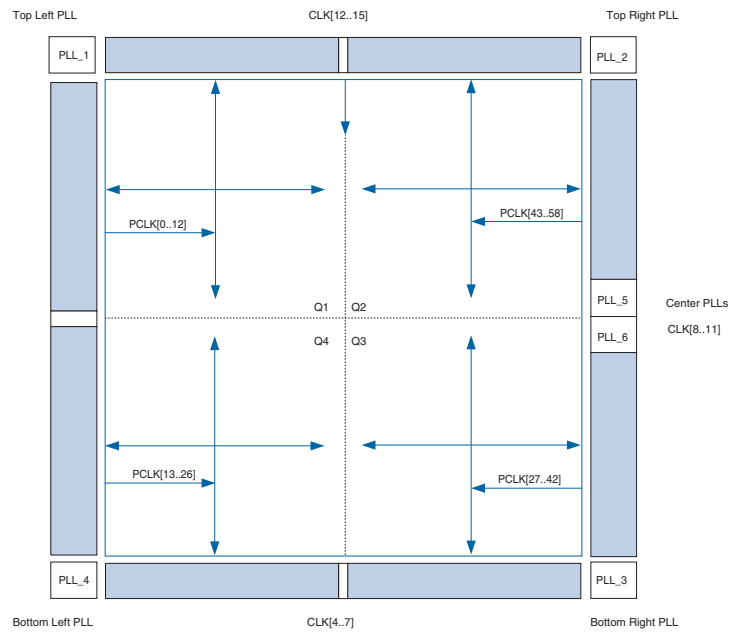 Top Left PLL
CLK[12..15]
Top Right PLL
PLL_1
PLL_2
PCLK[0..12]
PCLK[43..58]
PLL_5
Center PLLs
Q1
Q2
PLL_6
CLK[8..11]
Q4
Q3
PCLK[13..26]
PCLK[27..42]
PLL_4
PLL_3
Bottom Left PLL
CLK[4..7]
Bottom Right PLL